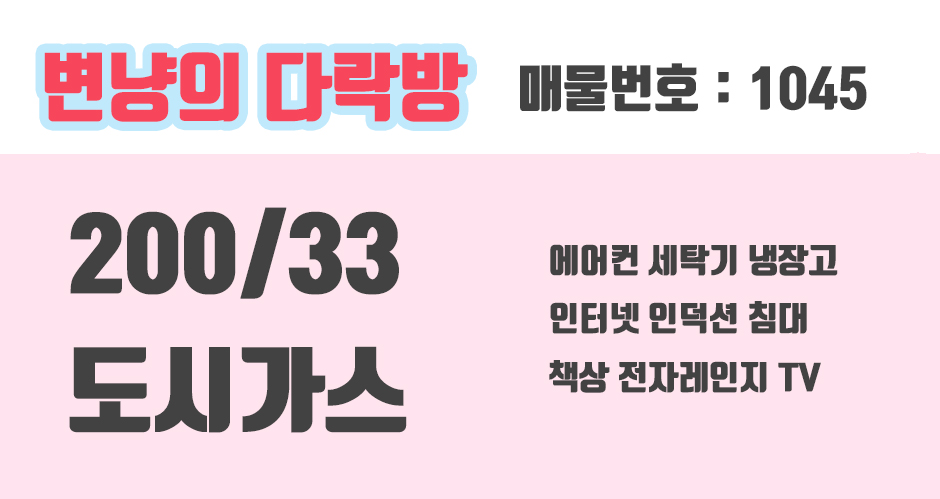 변냥의 다락방 매물번호 : 1045
200/33
도시가스
에어컨 세탁기 냉장고
인터넷 인덕션 침대
책상 전자레인지 TV